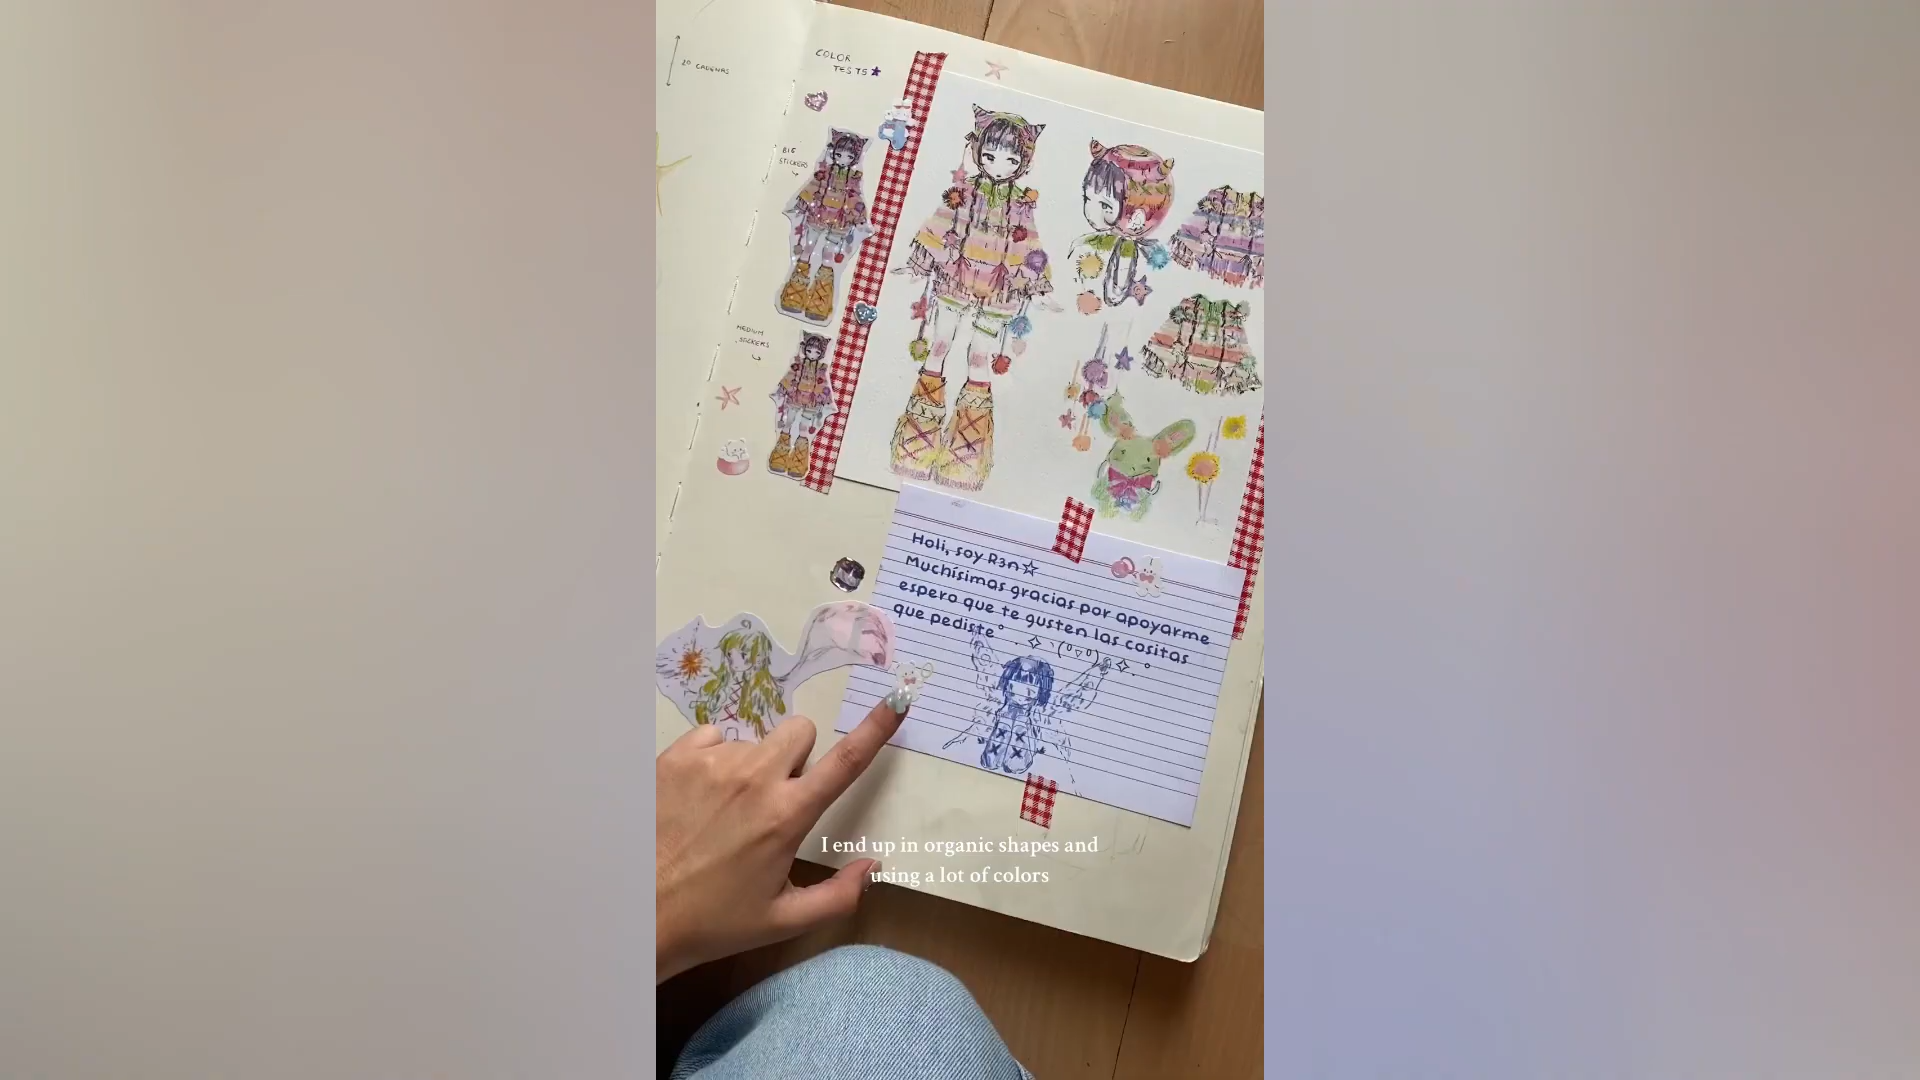 20 CADENAS
COLOR
TESTS
BIG
STICKERS
MEDIUM
STICKERS
Holi, soy R3n☆
Muchísimas gracias por apoyarme
espero que te gusten las cositas
que pediste
I end up in organic shapes and
using a lot of colors